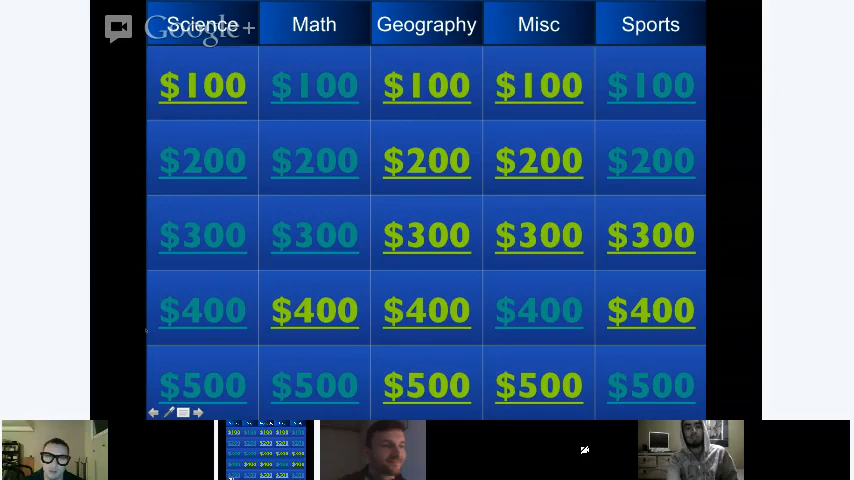 Google+
Science Math Geography Misc Sports
$100 $100 $100 $100 $100
$200 $200 $200 $200 $200
$300 $300 $300 $300 $300
$400 $400 $400 $400 $400
$500 $500 $500 $500 $500